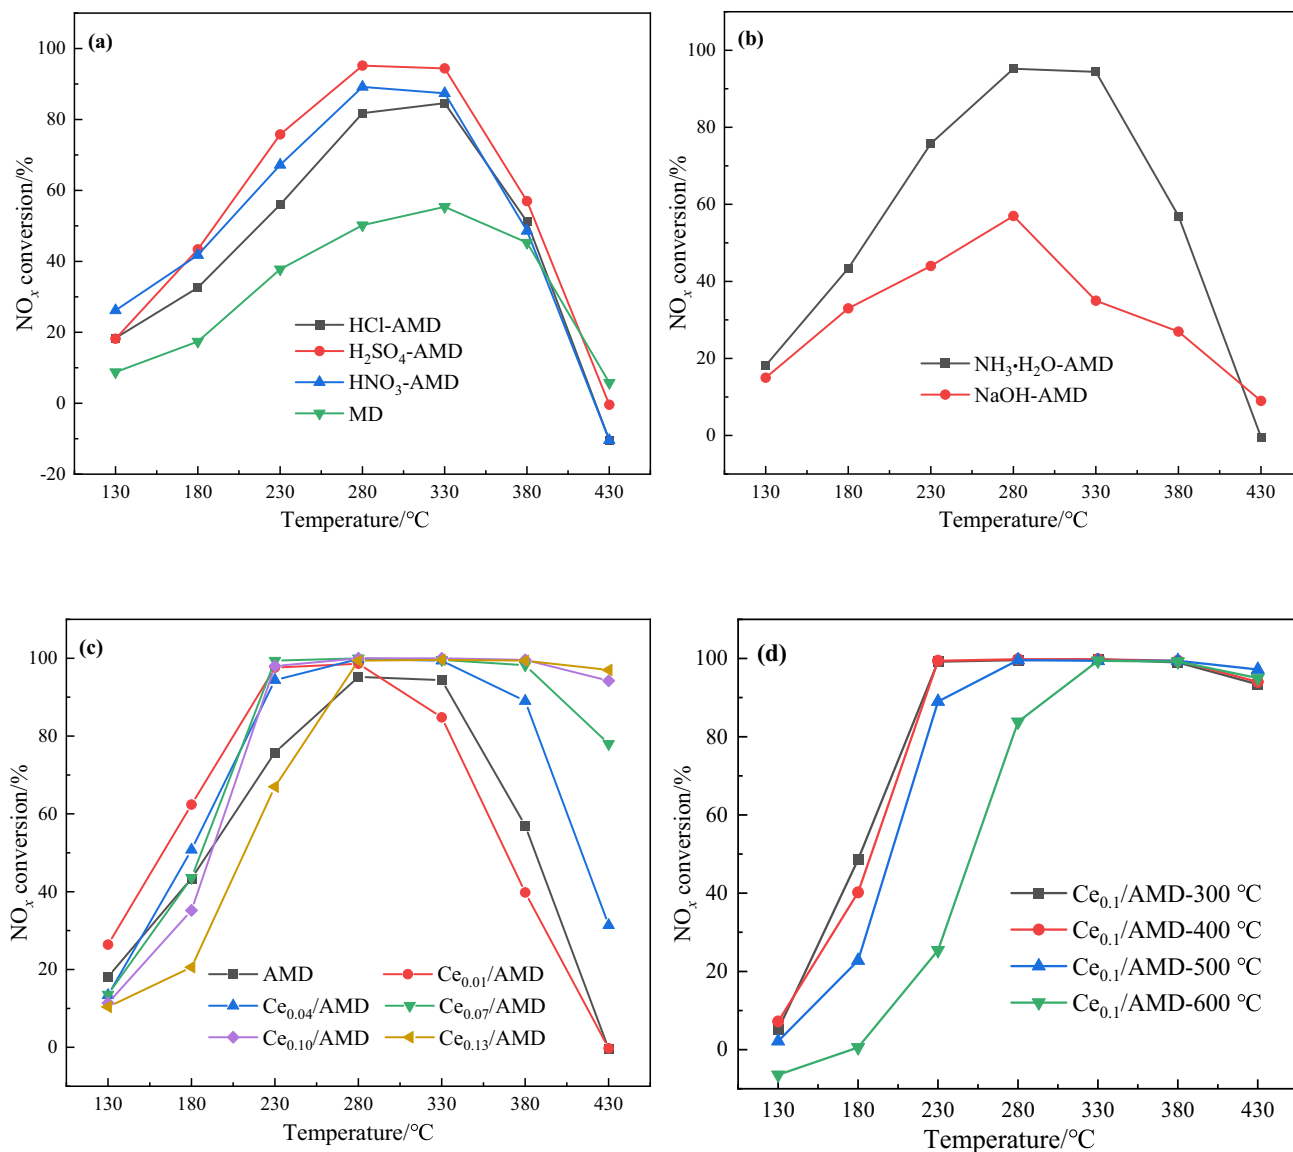 (a)
100
80
60
40
20
0
-20
NOₓ conversion/%
HCl-AMD
H₂SO₄-AMD
HNO₃-AMD
MD
130 180 230 280 330 380 430
Temperature/°C
(b)
100
80
60
40
20
0
NOₓ conversion/%
NH₃•H₂O-AMD
NaOH-AMD
130 180 230 280 330 380 430
Temperature/°C
(c)
100
80
60
40
20
0
NOₓ conversion/%
AMD Ce₀.₀₁/AMD
Ce₀.₀₄/AMD Ce₀.₀₇/AMD
Ce₀.₁₀/AMD Ce₀.₁₃/AMD
130 180 230 280 330 380 430
Temperature/°C
(d)
100
80
60
40
20
0
NOₓ conversion/%
Ce₀.₁/AMD-300 °C
Ce₀.₁/AMD-400 °C
Ce₀.₁/AMD-500 °C
Ce₀.₁/AMD-600 °C
130 180 230 280 330 380 430
Temperature/°C